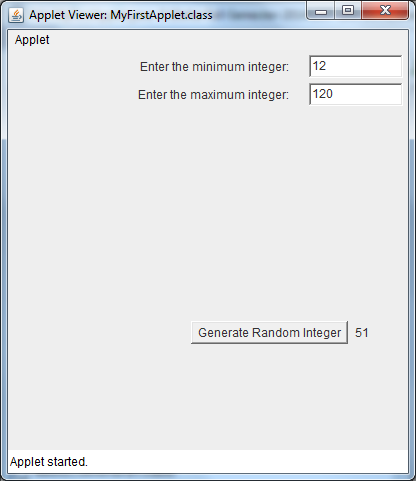 Applet Viewer: MyFirstApplet.class
Applet
Enter the minimum integer: 12
Enter the maximum integer: 120
Generate Random Integer 51
Applet started.